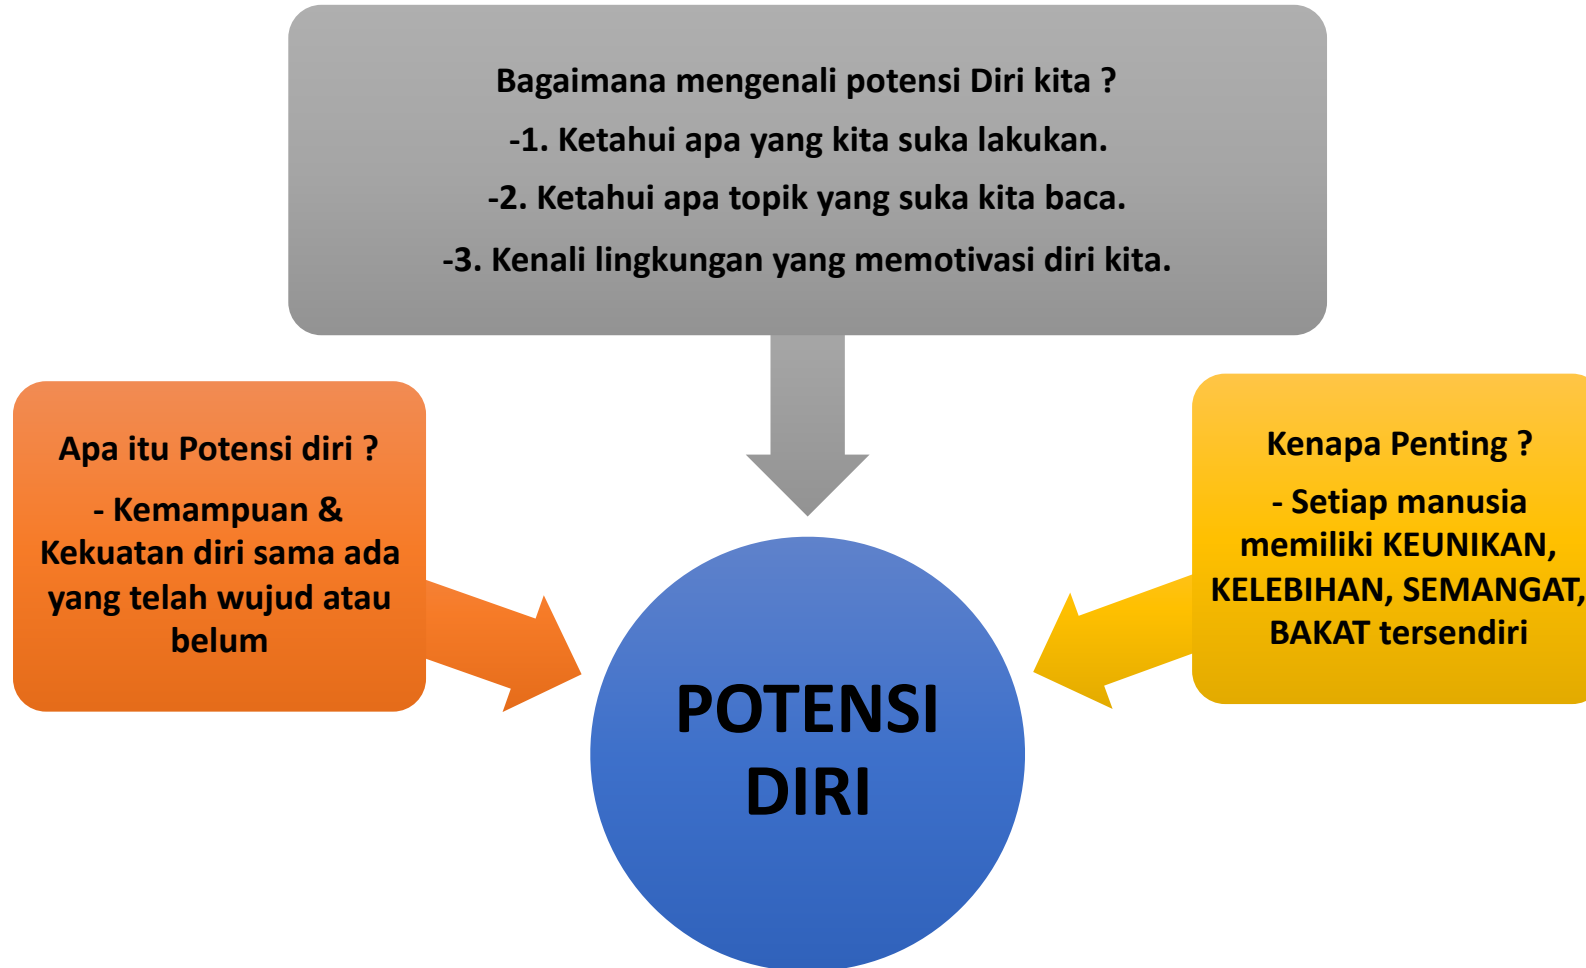 Bagaimana mengenali potensi Diri kita ?
-1. Ketahui apa yang kita suka lakukan.
-2. Ketahui apa topik yang suka kita baca.
-3. Kenali lingkungan yang memotivasi diri kita.
Apa itu Potensi diri ?
- Kemampuan &
Kekuatan diri sama ada
yang telah wujud atau
belum
Kenapa Penting ?
- Setiap manusia
memiliki KEUNIKAN,
KELEBIHAN, SEMANGAT,
BAKAT tersendiri
POTENSI
DIRI